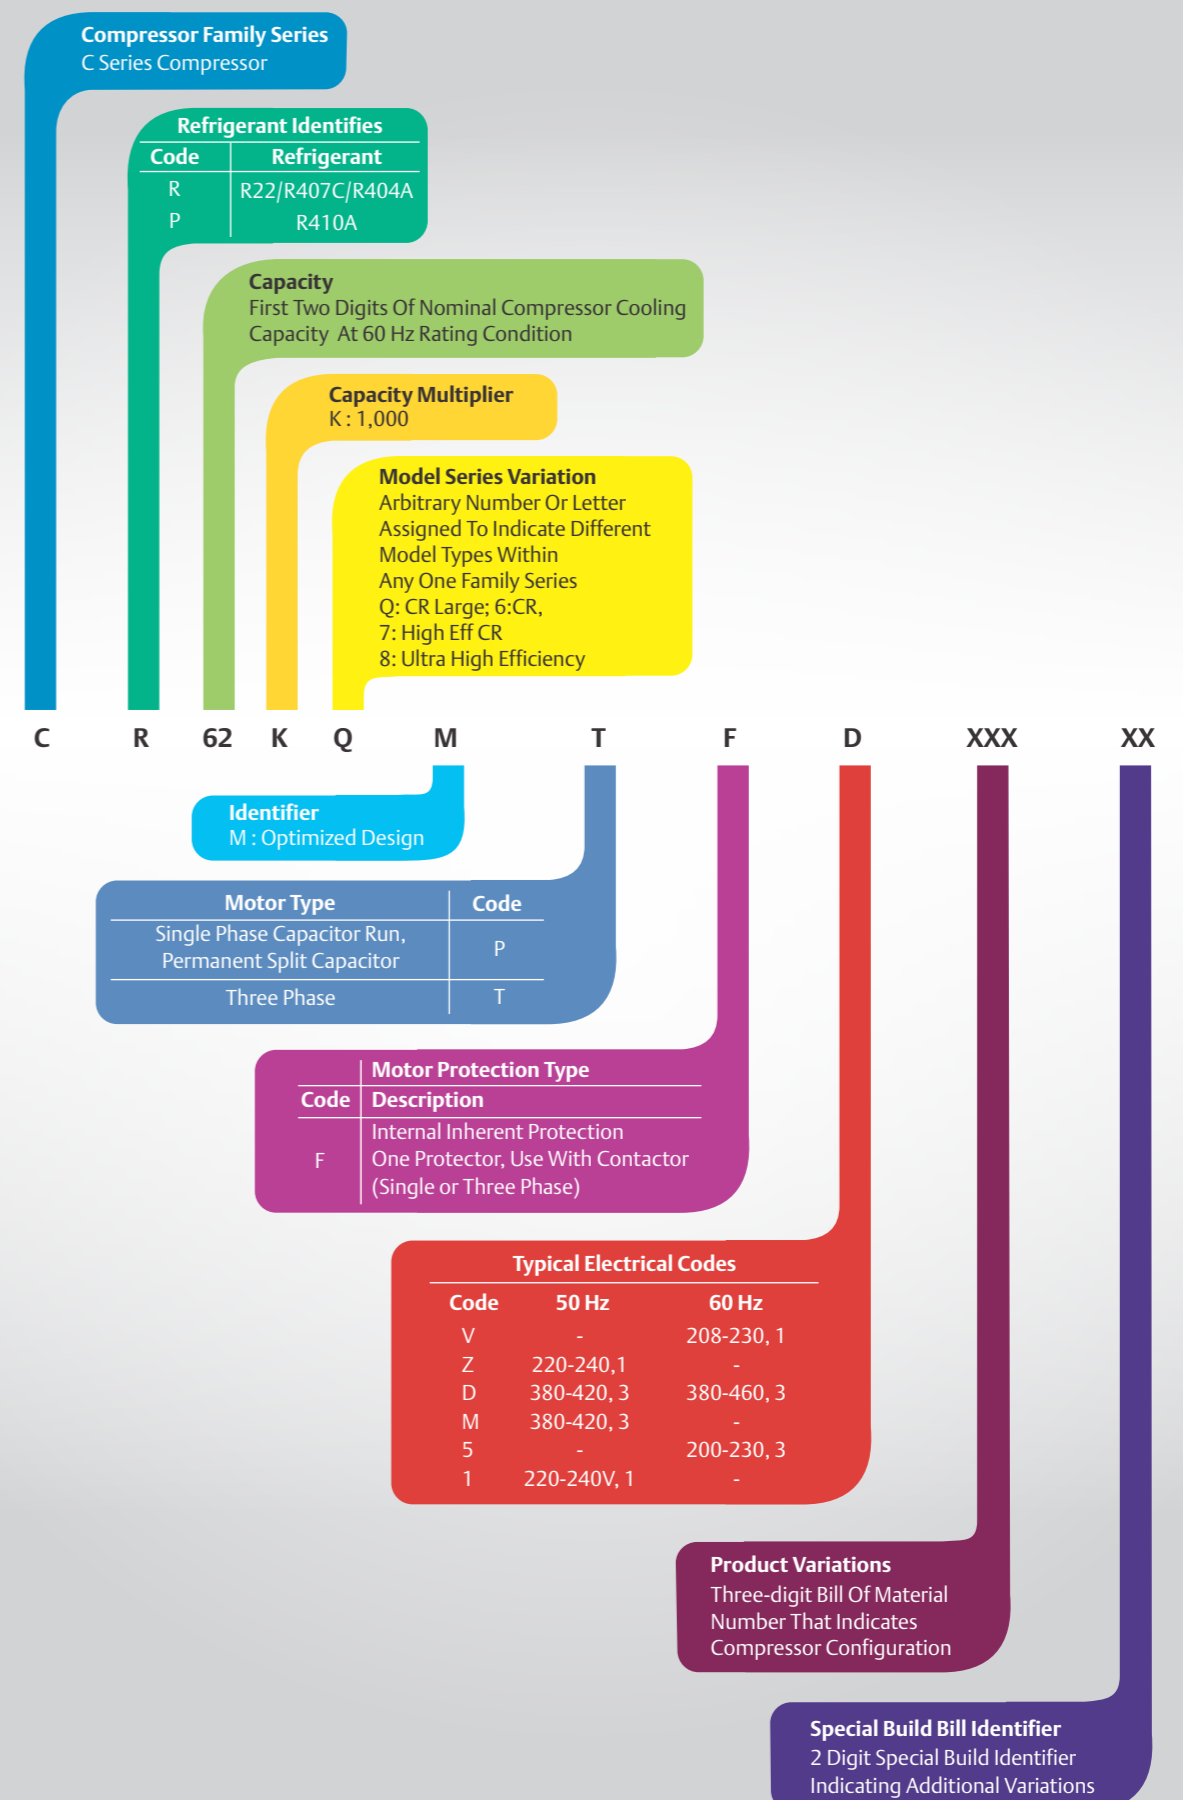 Compressor Family Series
C Series Compressor
Refrigerant Identifies
Code Refrigerant
R R22/R407C/R404A
P R410A
Capacity
First Two Digits Of Nominal Compressor Cooling
Capacity At 60 Hz Rating Condition
Capacity Multiplier
K : 1,000
Model Series Variation
Arbitrary Number Or Letter
Assigned To Indicate Different
Model Types Within
Any One Family Series
Q: CR Large; 6:CR,
7: High Eff CR
8: Ultra High Efficiency
C R 62 K Q M T F D XXX XX
Identifier
M : Optimized Design
Motor Type Code
Single Phase Capacitor Run,
Permanent Split Capacitor P
Three Phase T
Motor Protection Type
Code Description
Internal Inherent Protection
F One Protector, Use With Contactor
(Single or Three Phase)
Typical Electrical Codes
Code 50 Hz 60 Hz
V - 208-230, 1
Z 220-240,1 -
D 380-420, 3 380-460, 3
M 380-420, 3 -
5 - 200-230, 3
1 220-240V, 1 -
Product Variations
Three-digit Bill Of Material
Number That Indicates
Compressor Configuration
Special Build Bill Identifier
2 Digit Special Build Identifier
Indicating Additional Variations